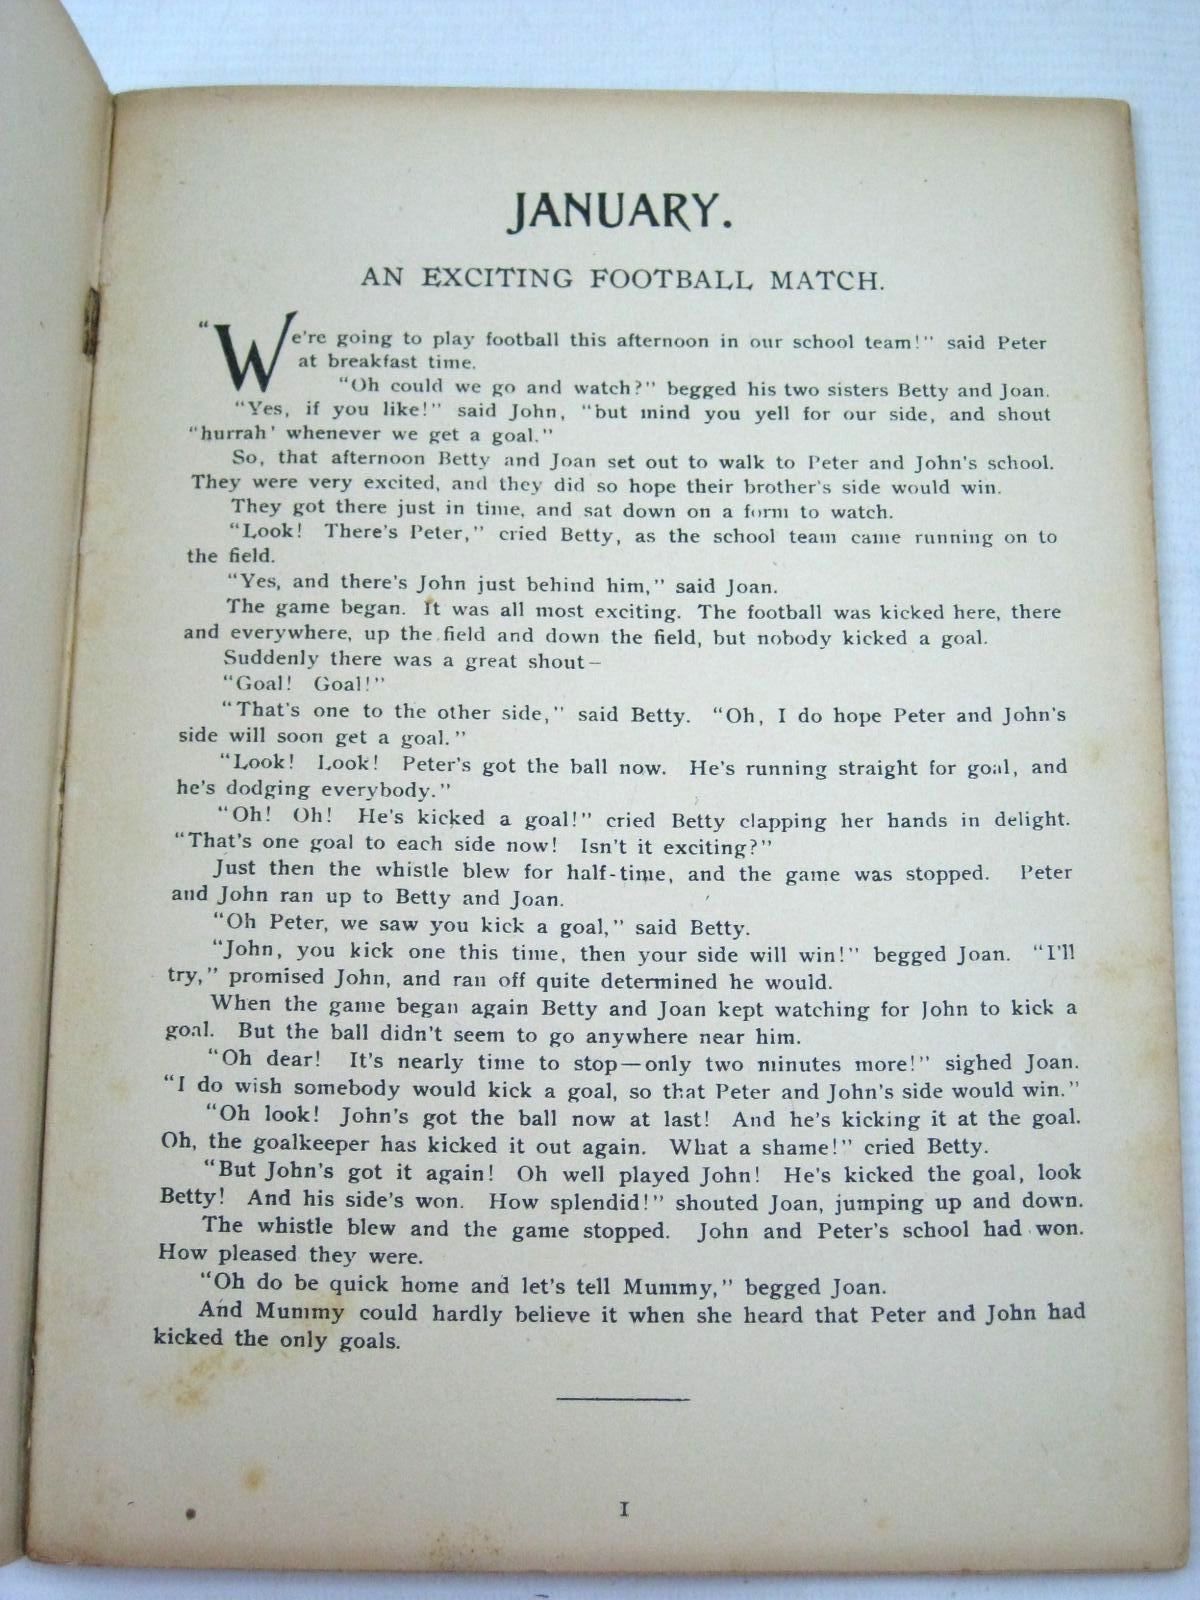 JANUARY.
AN EXCITING FOOTBALL MATCH.
"We're going to play football this afternoon in our school team!" said Peter
at breakfast time.
"Oh could we go and watch?" begged his two sisters Betty and Joan.
"Yes, if you like!" said John, "but mind you yell for our side, and shout
"hurrah' whenever we get a goal."
So, that afternoon Betty and Joan set out to walk to Peter and John's school.
They were very excited, and they did so hope their brother's side would win.
They got there just in time, and sat down on a form to watch.
"Look! There's Peter," cried Betty, as the school team came running on to
the field.
"Yes, and there's John just behind him," said Joan.
The game began. It was all most exciting. The football was kicked here, there
and everywhere, up the field and down the field, but nobody kicked a goal.
Suddenly there was a great shout—
"Goal! Goal!"
"That's one to the other side," said Betty. "Oh, I do hope Peter and John's
side will soon get a goal."
"Look! Look! Peter's got the ball now. He's running straight for goal, and
he's dodging everybody."
"Oh! Oh! He's kicked a goal!" cried Betty clapping her hands in delight.
"That's one goal to each side now! Isn't it exciting?"
Just then the whistle blew for half-time, and the game was stopped. Peter
and John ran up to Betty and Joan.
"Oh Peter, we saw you kick a goal," said Betty.
"John, you kick one this time, then your side will win!" begged Joan. "I'll
try," promised John, and ran off quite determined he would.
When the game began again Betty and Joan kept watching for John to kick a
goal. But the ball didn't seem to go anywhere near him.
"Oh dear! It's nearly time to stop—only two minutes more!" sighed Joan.
"I do wish somebody would kick a goal, so that Peter and John's side would win."
"Oh look! John's got the ball now at last! And he's kicking it at the goal.
Oh, the goalkeeper has kicked it out again. What a shame!" cried Betty.
"But John's got it again! Oh well played John! He's kicked the goal, look
Betty! And his side's won. How splendid!" shouted Joan, jumping up and down.
The whistle blew and the game stopped. John and Peter's school had won.
How pleased they were.
"Oh do be quick home and let's tell Mummy," begged Joan.
And Mummy could hardly believe it when she heard that Peter and John had
kicked the only goals.
1